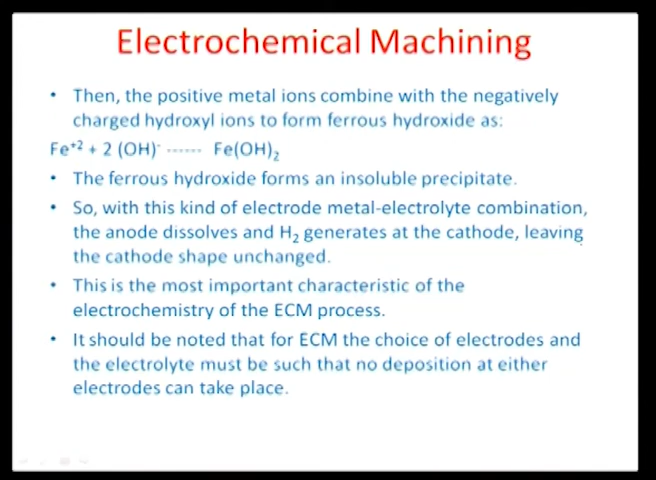 Electrochemical Machining
• Then, the positive metal ions combine with the negatively
charged hydroxyl ions to form ferrous hydroxide as:
Fe⁺² + 2 (OH)⁻ ------ Fe(OH)₂
• The ferrous hydroxide forms an insoluble precipitate.
• So, with this kind of electrode metal-electrolyte combination,
the anode dissolves and H₂ generates at the cathode, leaving
the cathode shape unchanged.
• This is the most important characteristic of the
electrochemistry of the ECM process.
• It should be noted that for ECM the choice of electrodes and
the electrolyte must be such that no deposition at either
electrodes can take place.